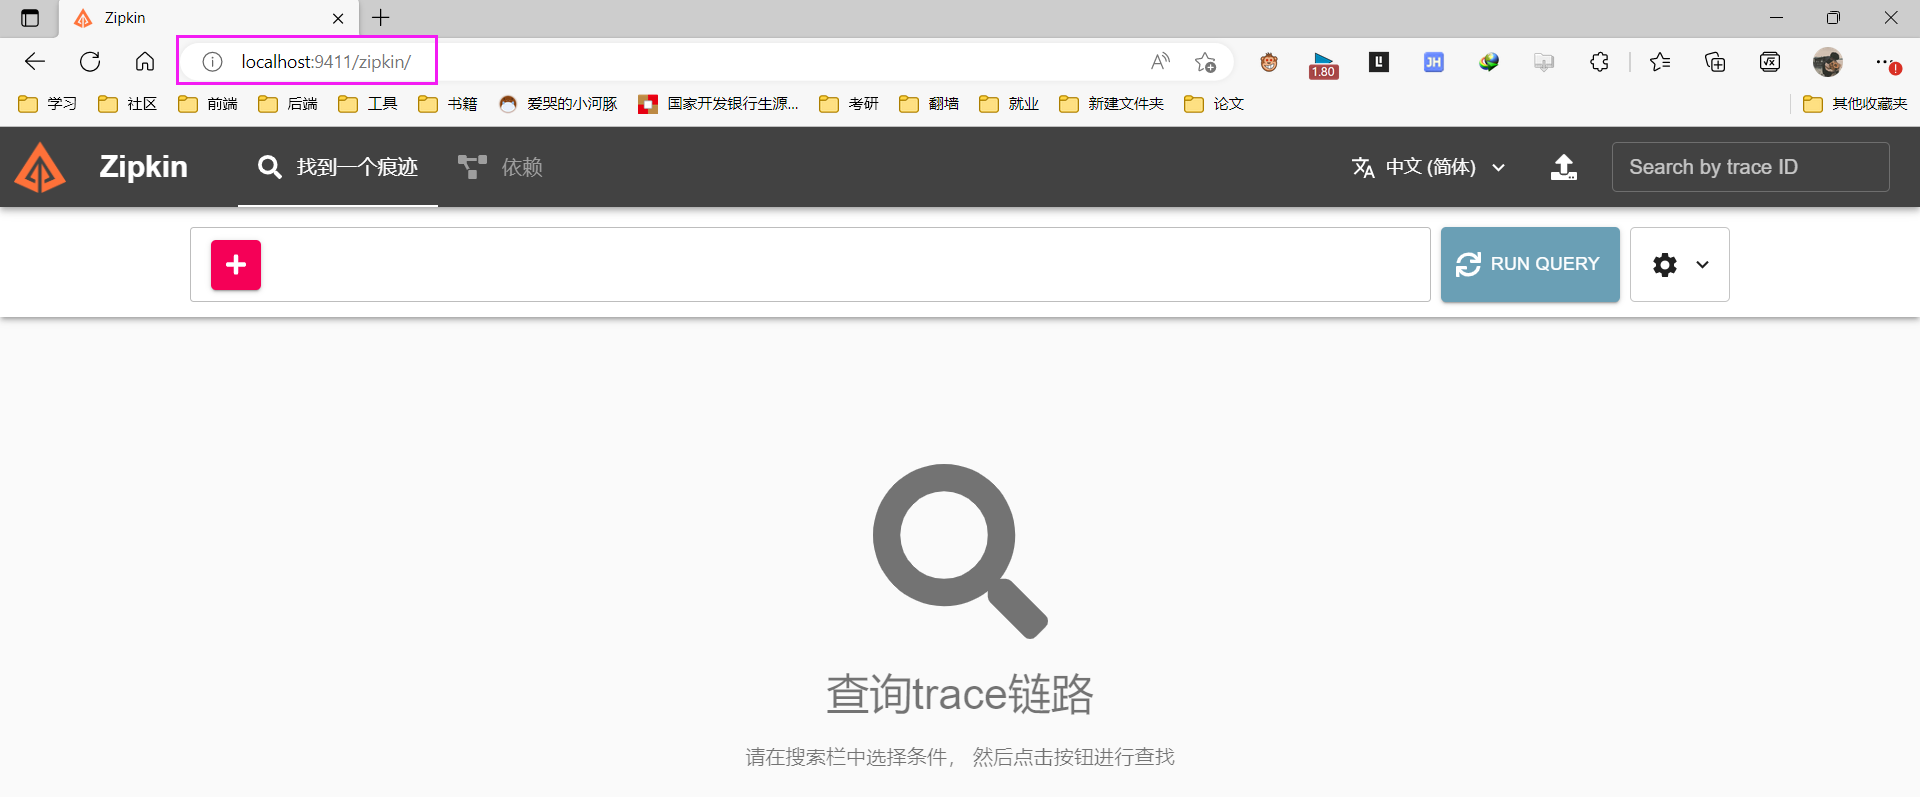 Zipkin
localhost:9411/zipkin/
1.80
JH
学习 社区 前端 后端 工具 书籍 爱哭的小河豚 国家开发银行生源... 考研 翻墙 就业 新建文件夹 论文 其他收藏夹
Zipkin 找到一个痕迹 依赖 中文 (简体) Search by trace ID
RUN QUERY
查询trace链路
请在搜索栏中选择条件， 然后点击按钮进行查找